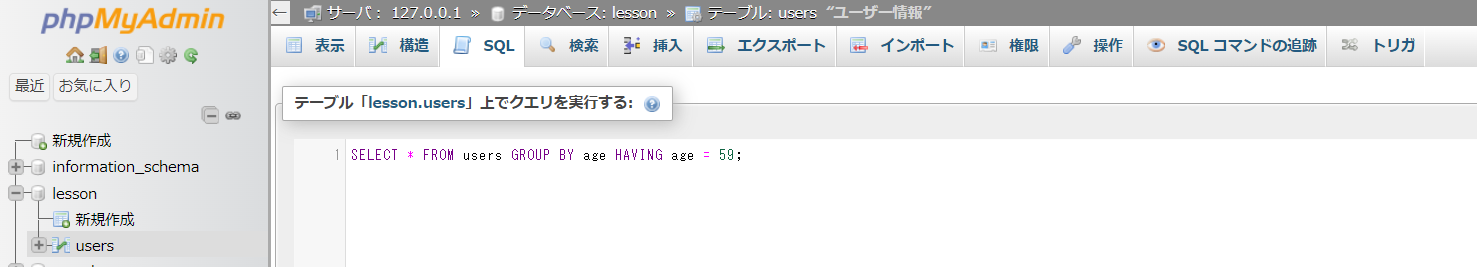 phpMyAdmin
最近 お気に入り
新規作成
information_schema
lesson
新規作成
users
サーバ: 127.0.0.1 » データベース: lesson » テーブル: users “ユーザー情報”
表示 構造 SQL 検索 挿入 エクスポート インポート 権限 操作 SQL コマンドの追跡 トリガ
テーブル「lesson.users」上でクエリを実行する:
1 SELECT * FROM users GROUP BY age HAVING age = 59;